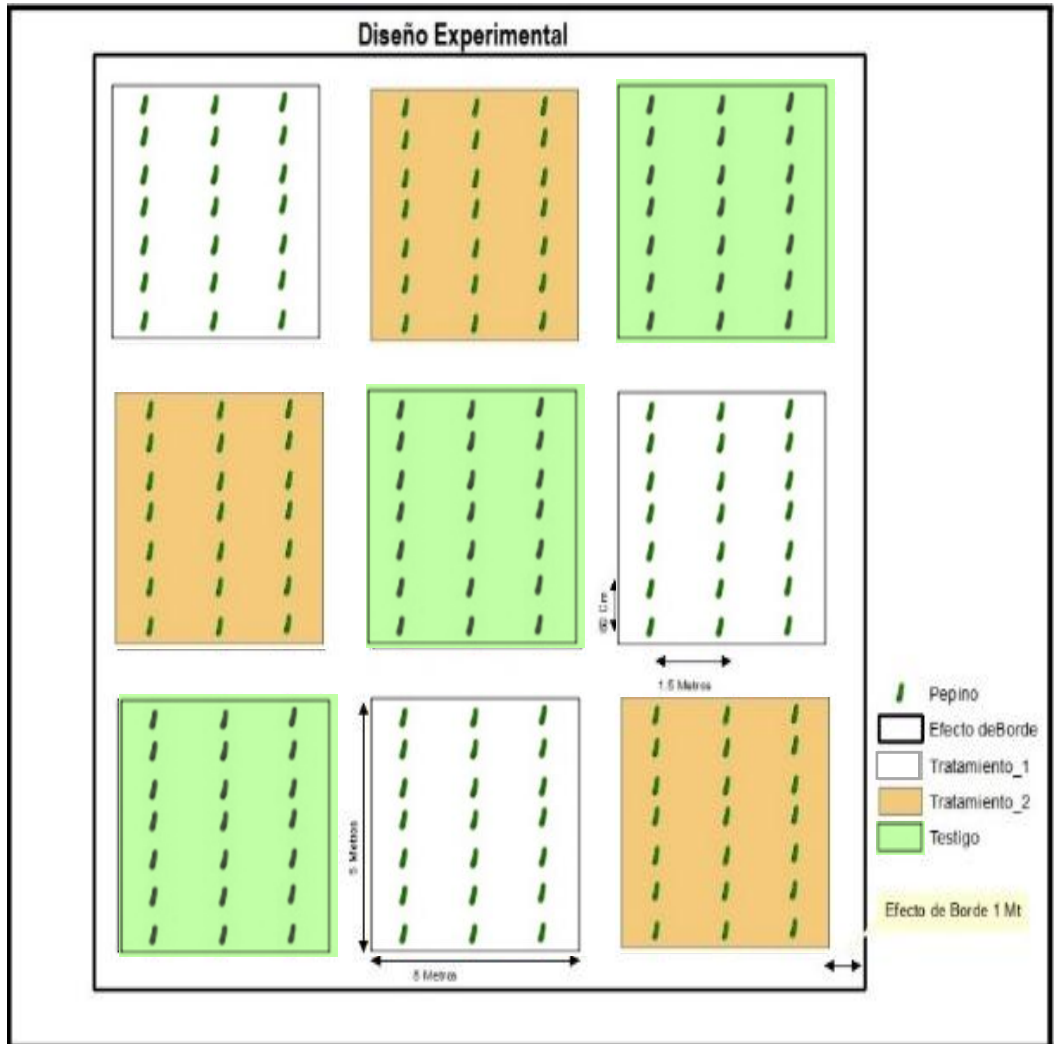 Diseño Experimental
60 Cm
1.5 Metros
Pepino
Efecto deBorde
Tratamiento_1
Tratamiento_2
Testigo
5 Metros
Efecto de Borde 1 Mt
5 Metros